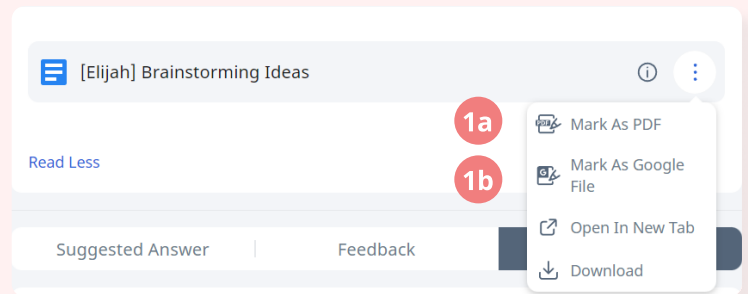 [Elijah] Brainstorming Ideas
1a
PDF
Mark As PDF
Read Less
1b
G
Mark As Google
File
Open In New Tab
Suggested Answer
Feedback
Download